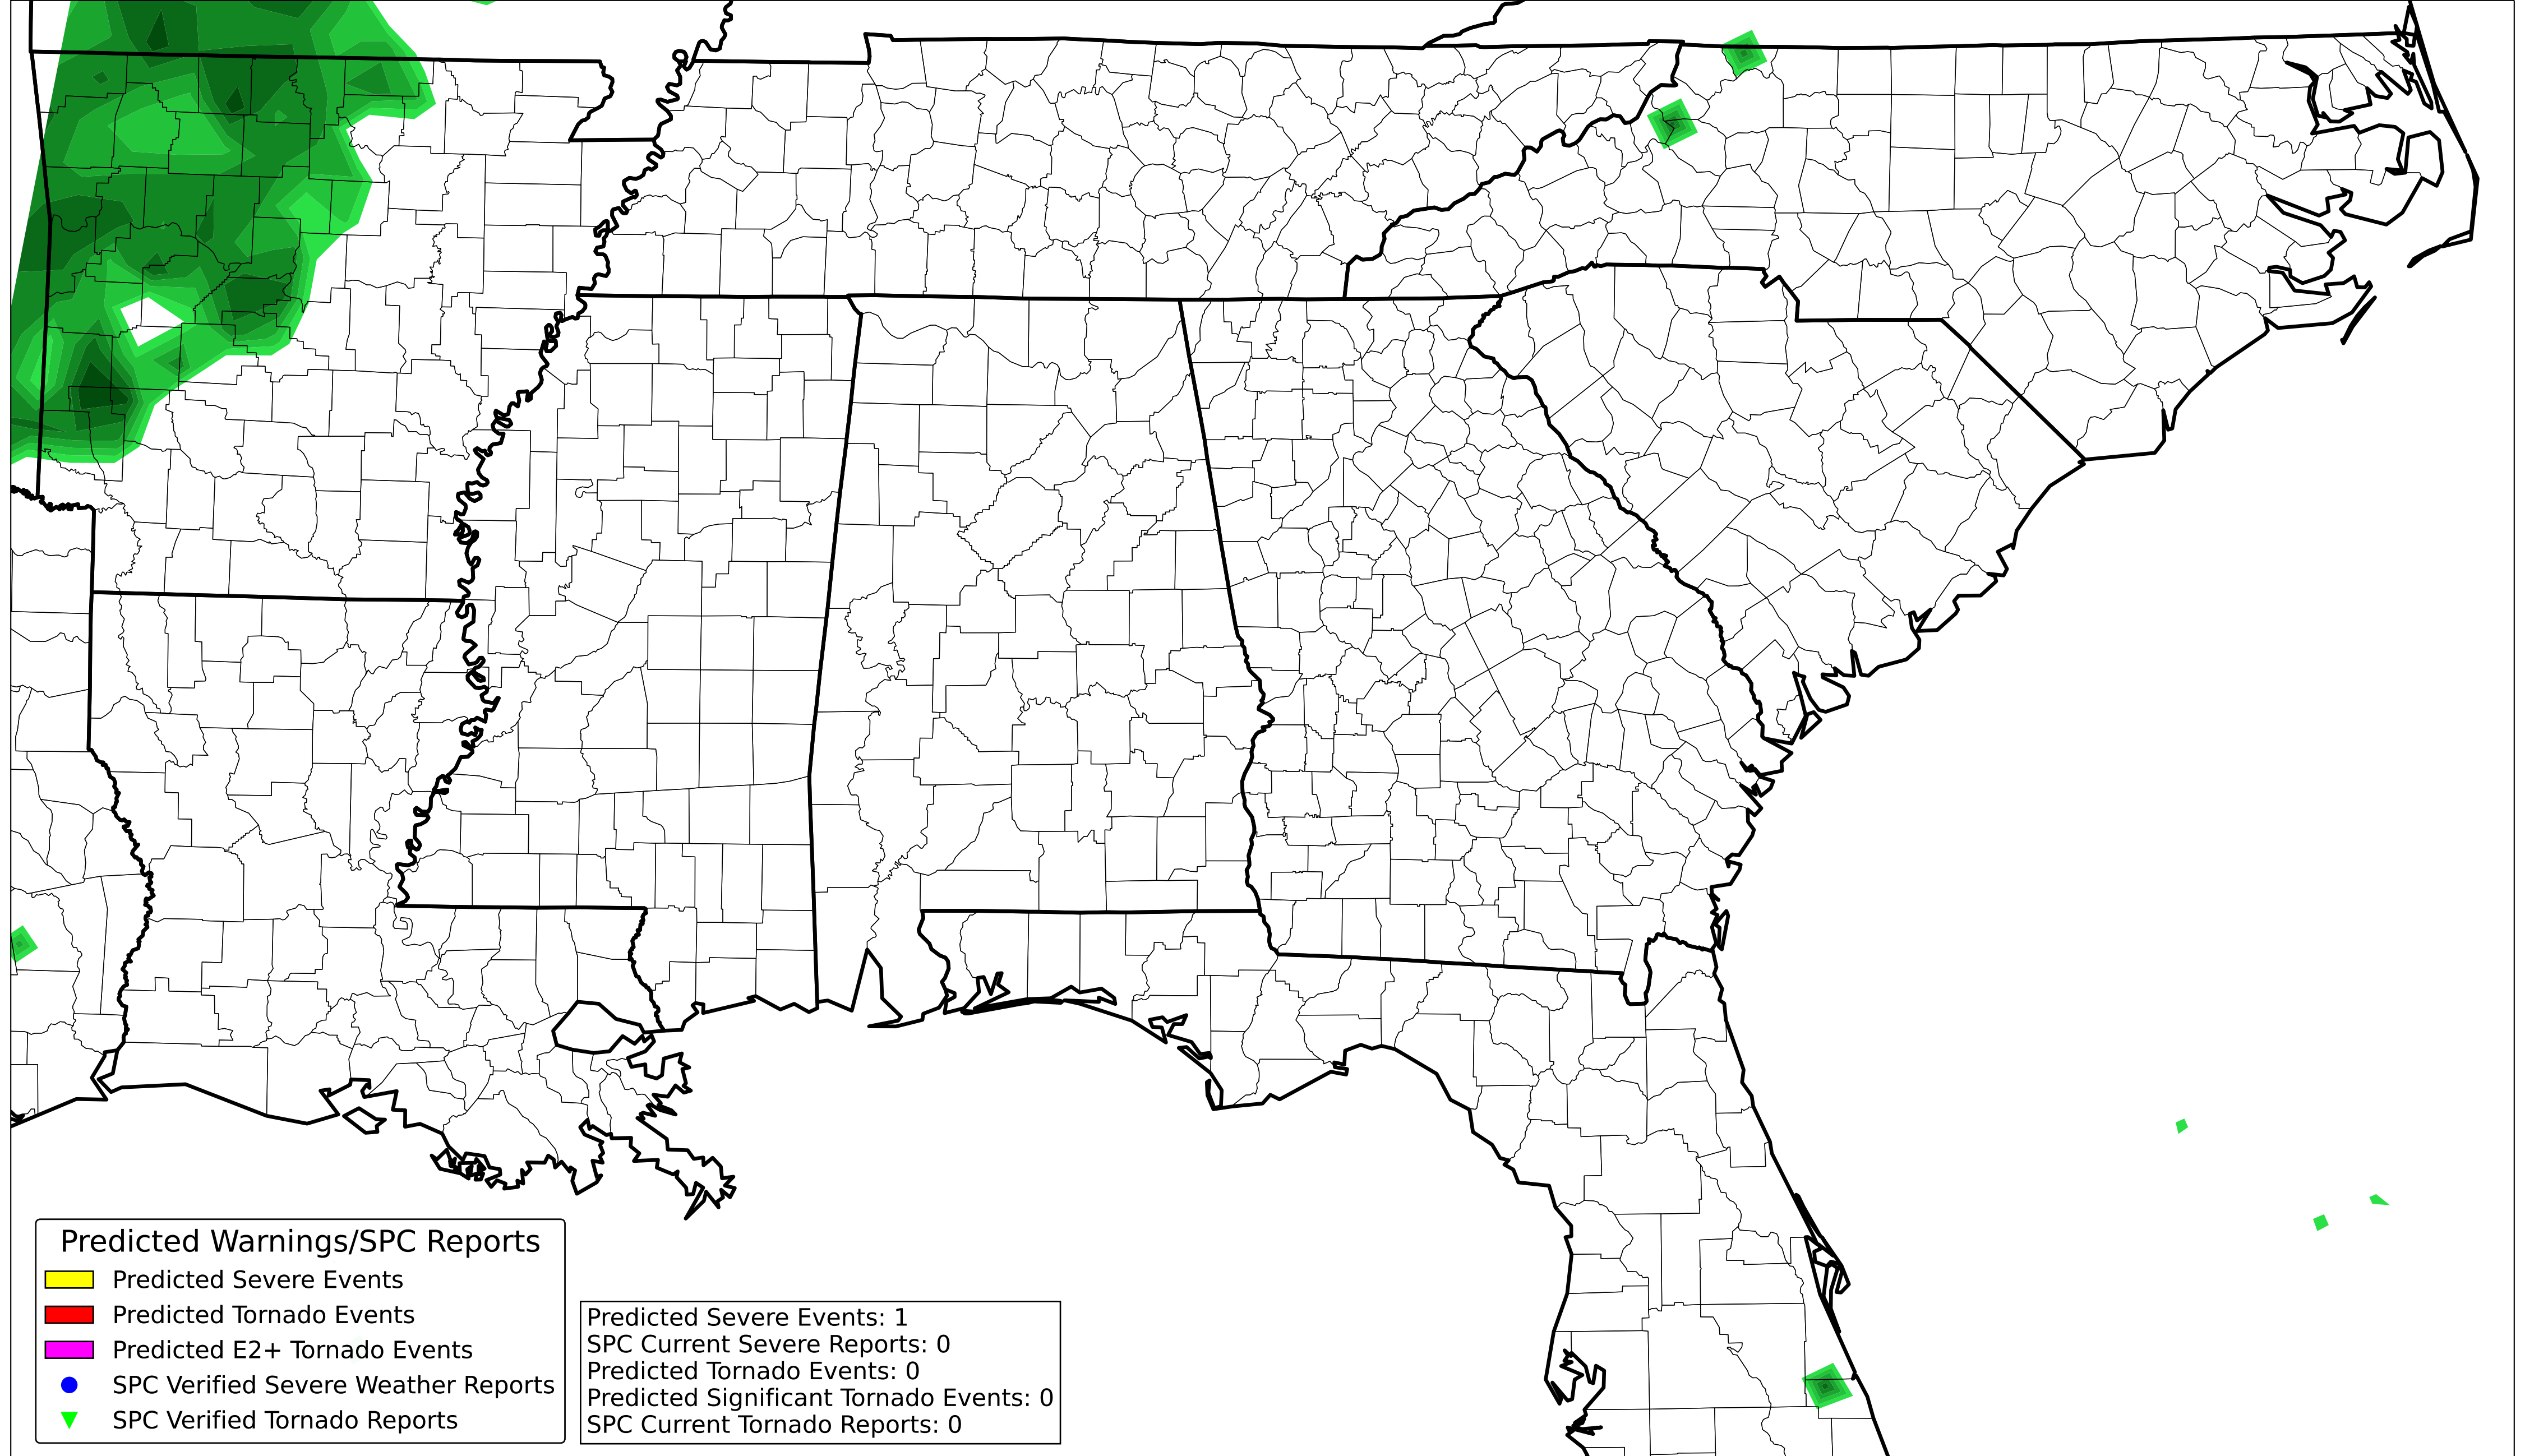 Predicted Warnings/SPC Reports
Predicted Severe Events
Predicted Tornado Events
Predicted E2+ Tornado Events
SPC Verified Severe Weather Reports
SPC Verified Tornado Reports
Predicted Severe Events: 1
SPC Current Severe Reports: 0
Predicted Tornado Events: 0
Predicted Significant Tornado Events: 0
SPC Current Tornado Reports: 0